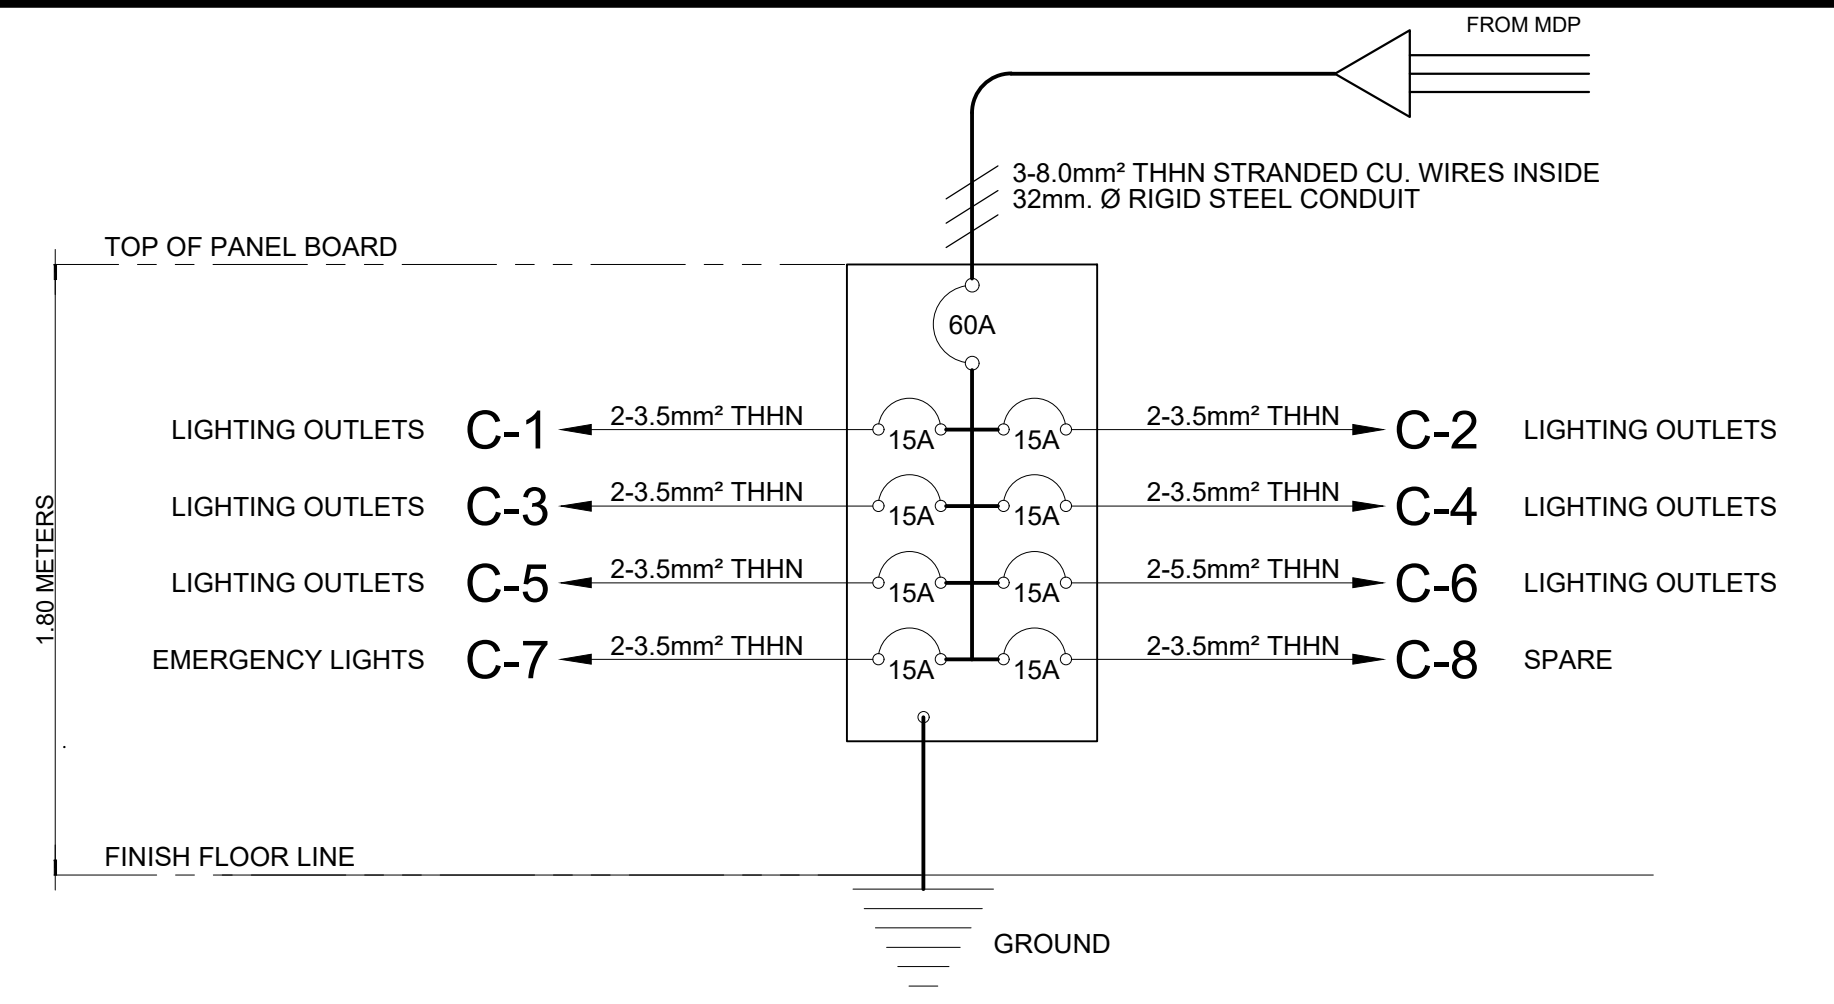 FROM MDP
3-8.0mm² THHN STRANDED CU. WIRES INSIDE
32mm. Ø RIGID STEEL CONDUIT
TOP OF PANEL BOARD
60A
LIGHTING OUTLETS C-1 2-3.5mm² THHN 15A 15A 2-3.5mm² THHN C-2 LIGHTING OUTLETS
LIGHTING OUTLETS C-3 2-3.5mm² THHN 15A 15A 2-3.5mm² THHN C-4 LIGHTING OUTLETS
LIGHTING OUTLETS C-5 2-3.5mm² THHN 15A 15A 2-5.5mm² THHN C-6 LIGHTING OUTLETS
EMERGENCY LIGHTS C-7 2-3.5mm² THHN 15A 15A 2-3.5mm² THHN C-8 SPARE
1.80 METERS
FINISH FLOOR LINE
GROUND